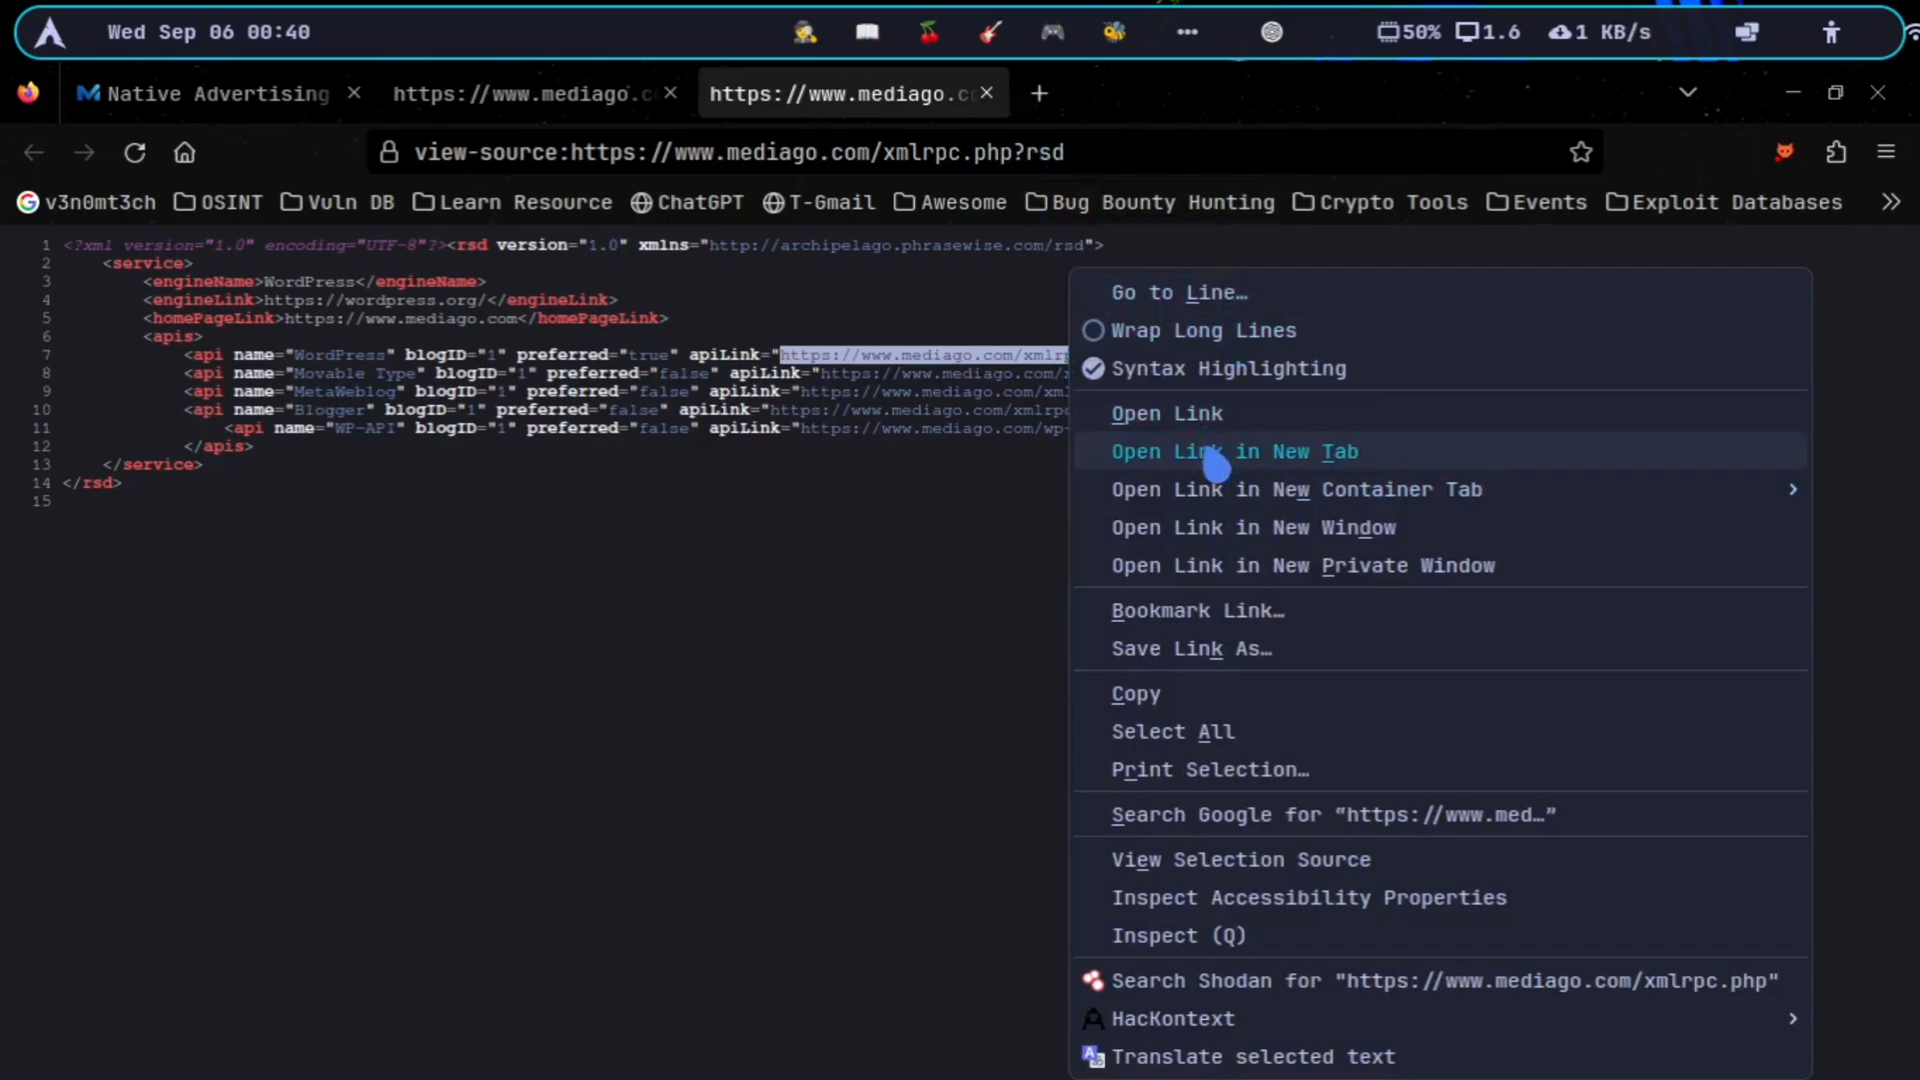 Wed Sep 06 00:40
50% 1.6 1 KB/s
Native Advertising https://www.mediago.c https://www.mediago.c
view-source:https://www.mediago.com/xmlrpc.php?rsd
v3n0mt3ch OSINT Vuln DB Learn Resource ChatGPT T-Gmail Awesome Bug Bounty Hunting Crypto Tools Events Exploit Databases
1 <?xml version="1.0" encoding="UTF-8"?><rsd version="1.0" xmlns="http://archipelago.phrasewise.com/rsd">
2 <service>
3 <engineName>WordPress</engineName>
4 <engineLink>https://wordpress.org/</engineLink>
5 <homePageLink>https://www.mediago.com</homePageLink>
6 <apis>
7 <api name="WordPress" blogID="1" preferred="true" apiLink="https://www.mediago.com/xmlrp
8 <api name="Movable Type" blogID="1" preferred="false" apiLink="https://www.mediago.com/x
9 <api name="MetaWeblog" blogID="1" preferred="false" apiLink="https://www.mediago.com/xm
10 <api name="Blogger" blogID="1" preferred="false" apiLink="https://www.mediago.com/xmlrpc
11 <api name="WP-API" blogID="1" preferred="false" apiLink="https://www.mediago.com/wp-
12 </apis>
13 </service>
14 </rsd>
15
Go to Line…
Wrap Long Lines
Syntax Highlighting
Open Link
Open Link in New Tab
Open Link in New Container Tab
Open Link in New Window
Open Link in New Private Window
Bookmark Link…
Save Link As…
Copy
Select All
Print Selection…
Search Google for “https://www.med…”
View Selection Source
Inspect Accessibility Properties
Inspect (Q)
Search Shodan for "https://www.mediago.com/xmlrpc.php"
HacKontext
Translate selected text